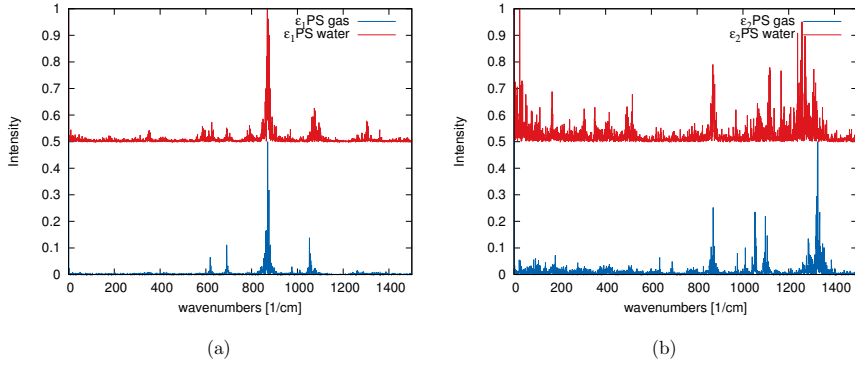 ε₁PS gas
ε₁PS water
1
0.9
0.8
0.7
0.6
0.5
0.4
0.3
0.2
0.1
0
Intensity
0 200 400 600 800 1000 1200 1400
wavenumbers [1/cm]
(a)
ε₂PS gas
ε₂PS water
1
0.9
0.8
0.7
0.6
0.5
0.4
0.3
0.2
0.1
0
Intensity
0 200 400 600 800 1000 1200 1400
wavenumbers [1/cm]
(b)